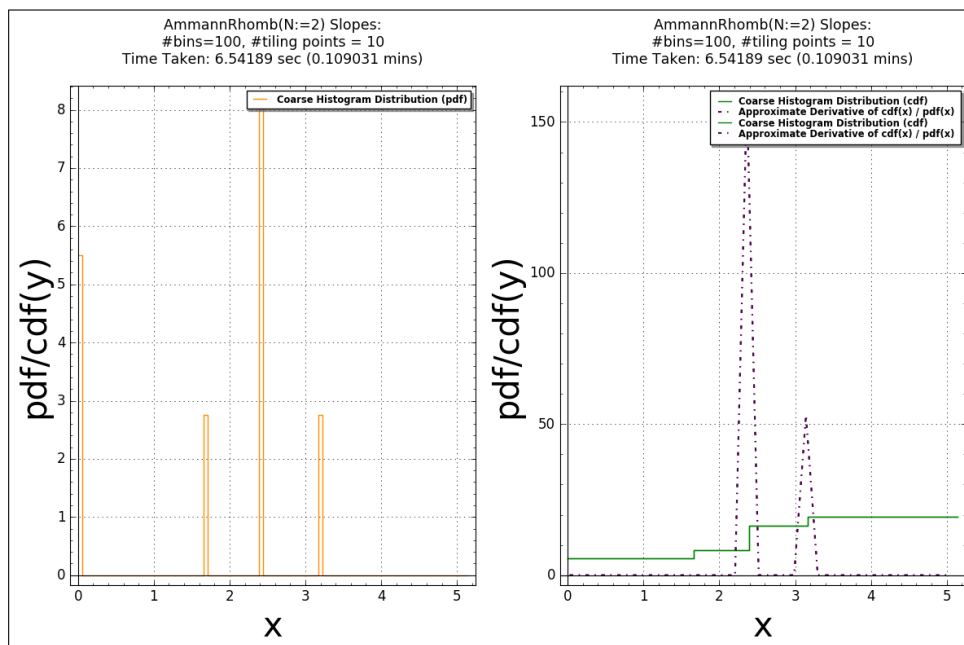 AmmannRhomb(N:=2) Slopes:
#bins=100, #tiling points = 10
Time Taken: 6.54189 sec (0.109031 mins)
Coarse Histogram Distribution (pdf)
8
7
6
5
4
3
2
1
0
pdf/cdf(y)
0 1 2 3 4 5
x
AmmannRhomb(N:=2) Slopes:
#bins=100, #tiling points = 10
Time Taken: 6.54189 sec (0.109031 mins)
Coarse Histogram Distribution (cdf)
Approximate Derivative of cdf(x) / pdf(x)
Coarse Histogram Distribution (cdf)
Approximate Derivative of cdf(x) / pdf(x)
150
100
50
0
pdf/cdf(y)
0 1 2 3 4 5
x